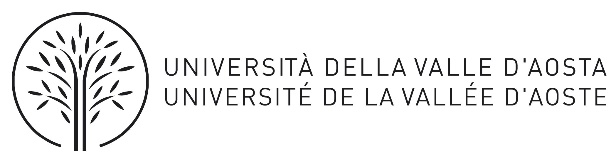 UNIVERSITÀ DELLA VALLE D'AOSTA
UNIVERSITÉ DE LA VALLÉE D'AOSTE